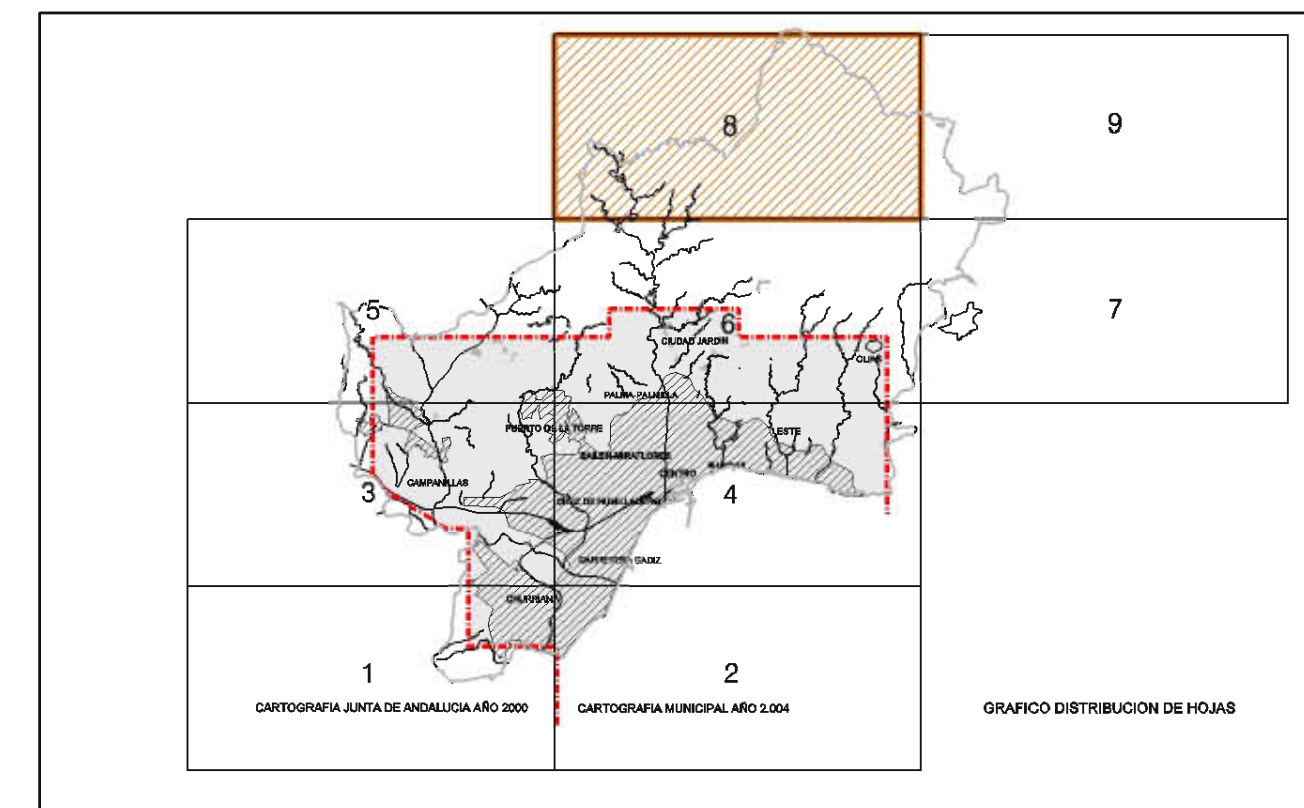 8
9
5
6
7
CIUDAD JARDIN
OLIAS
PALMA-PALMILLA
PUERTO DE LA TORRE
ESTE
BAILEN-MIRAFLORES
CENTRO
CAMPANILLAS
3
4
CARRETERA CADIZ
CHURRIANA
1
2
CARTOGRAFIA JUNTA DE ANDALUCIA AÑO 2000
CARTOGRAFIA MUNICIPAL AÑO 2.004
GRAFICO DISTRIBUCION DE HOJAS